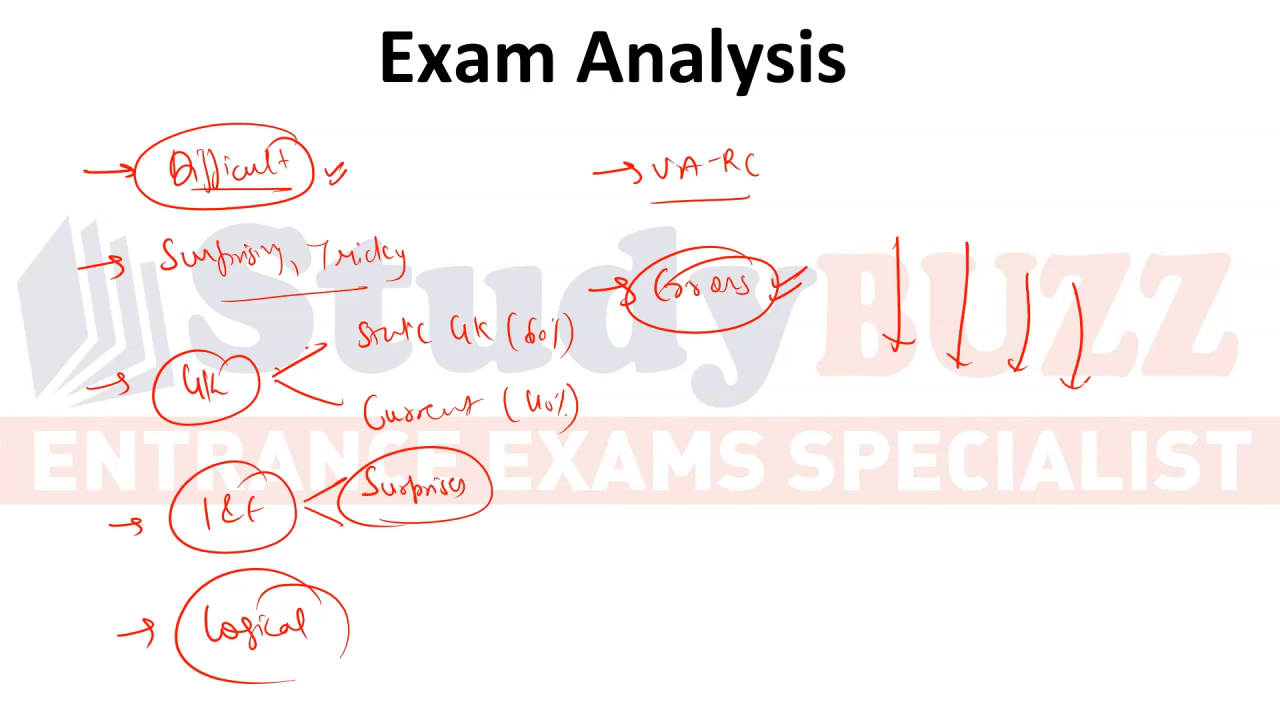 Exam Analysis
Difficult
Surprising, Tricky
GK
Static GK (60%)
Current (40%)
I & E
Surprises
Logical
VA-RC
Errors
StudyBUZZ
ENTRANCE EXAMS SPECIALIST